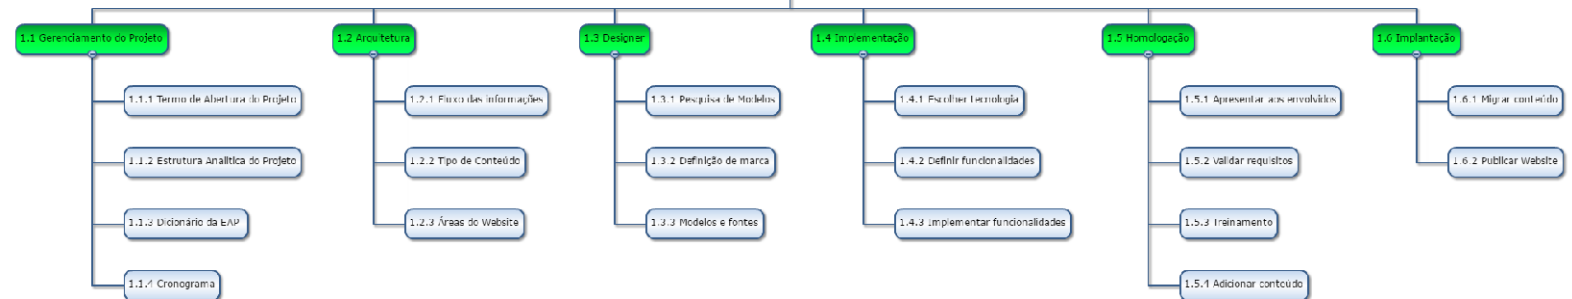 1.1 Gerenciamento do Projeto
1.1.1 Termo de Abertura do Projeto
1.1.2 Estrutura Analitica do Projeto
1.1.3 Dicionário da EAP
1.1.4 Cronograma
1.2 Arquitetura
1.2.1 Fluxo das informações
1.2.2 Tipo de Conteúdo
1.2.3 Áreas do Website
1.3 Designer
1.3.1 Pesquisa de Modelos
1.3.2 Definição de marca
1.3.3 Modelos e fontes
1.4 Implementação
1.4.1 Escolher tecnologia
1.4.2 Definir funcionalidades
1.4.3 Implementar funcionalidades
1.5 Homologação
1.5.1 Apresentar aos envolvidos
1.5.2 Validar requisitos
1.5.3 Treinamento
1.5.4 Adicionar conteúdo
1.6 Implantação
1.6.1 Migrar conteúdo
1.6.2 Publicar Website